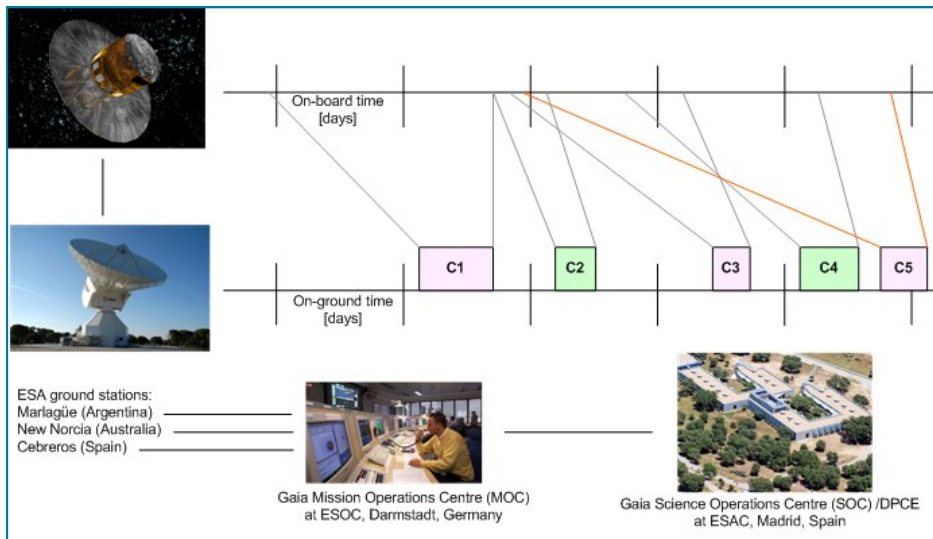 On-board time
[days]
C1
C2
C3
C4
C5
On-ground time
[days]
ESA ground stations:
Marlagüe (Argentina)
New Norcia (Australia)
Cebreros (Spain)
Gaia Mission Operations Centre (MOC)
at ESOC, Darmstadt, Germany
Gaia Science Operations Centre (SOC) /DPCE
at ESAC, Madrid, Spain